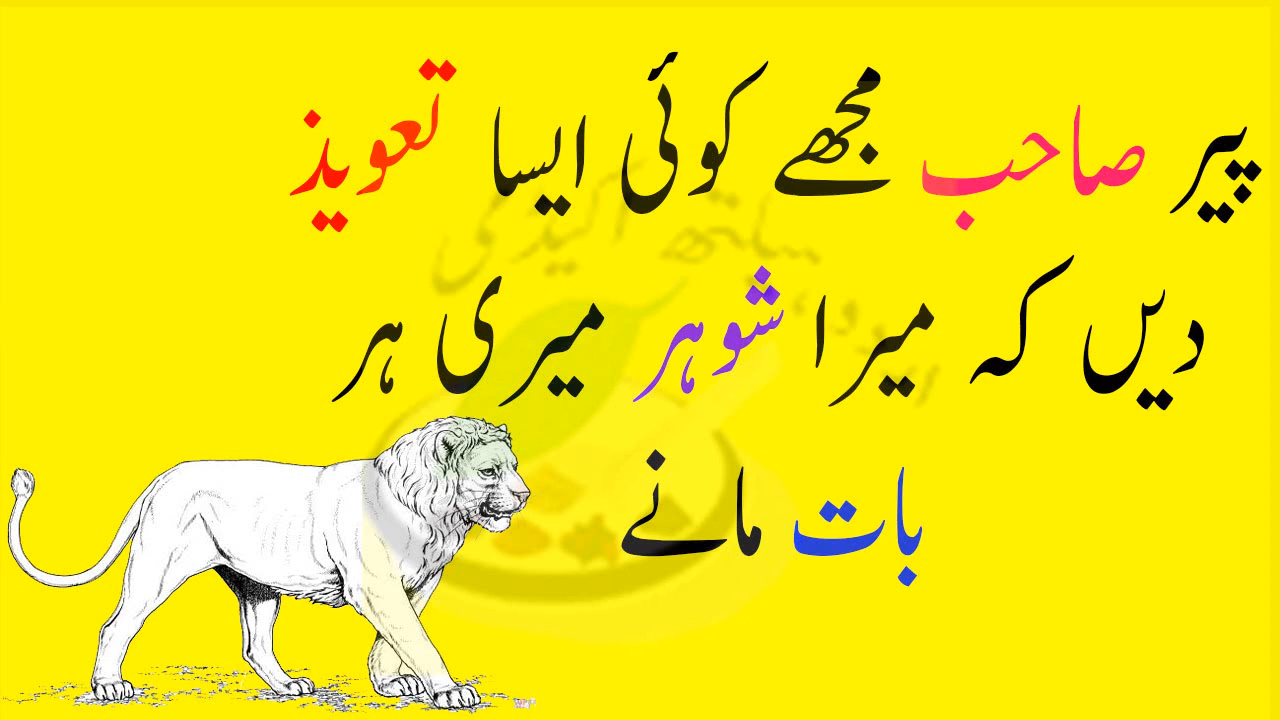 پیر صاحب مجھے کوئی ایسا تعویذ
دیں کہ میرا شوہر میری ہر
بات مانے